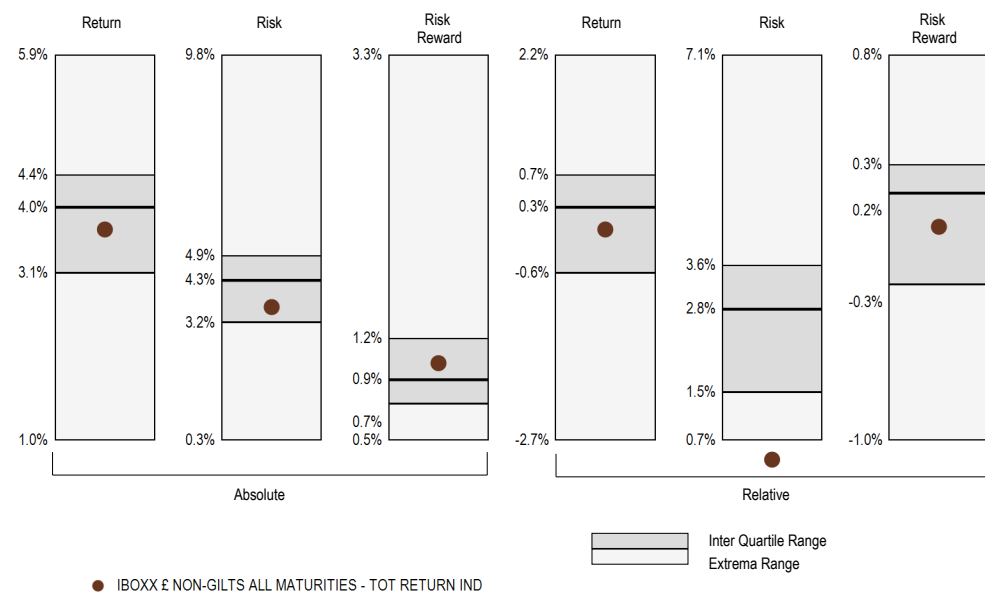 Return
Risk
Risk
Reward
Return
Risk
Risk
Reward
5.9%
4.4%
4.0%
3.1%
1.0%
9.8%
4.9%
4.3%
3.2%
0.3%
3.3%
1.2%
0.9%
0.7%
0.5%
2.2%
0.7%
0.3%
-0.6%
-2.7%
7.1%
3.6%
2.8%
1.5%
0.7%
0.8%
0.3%
0.2%
-0.3%
-1.0%
Absolute
Relative
Inter Quartile Range
Extrema Range
IBOXX £ NON-GILTS ALL MATURITIES - TOT RETURN IND